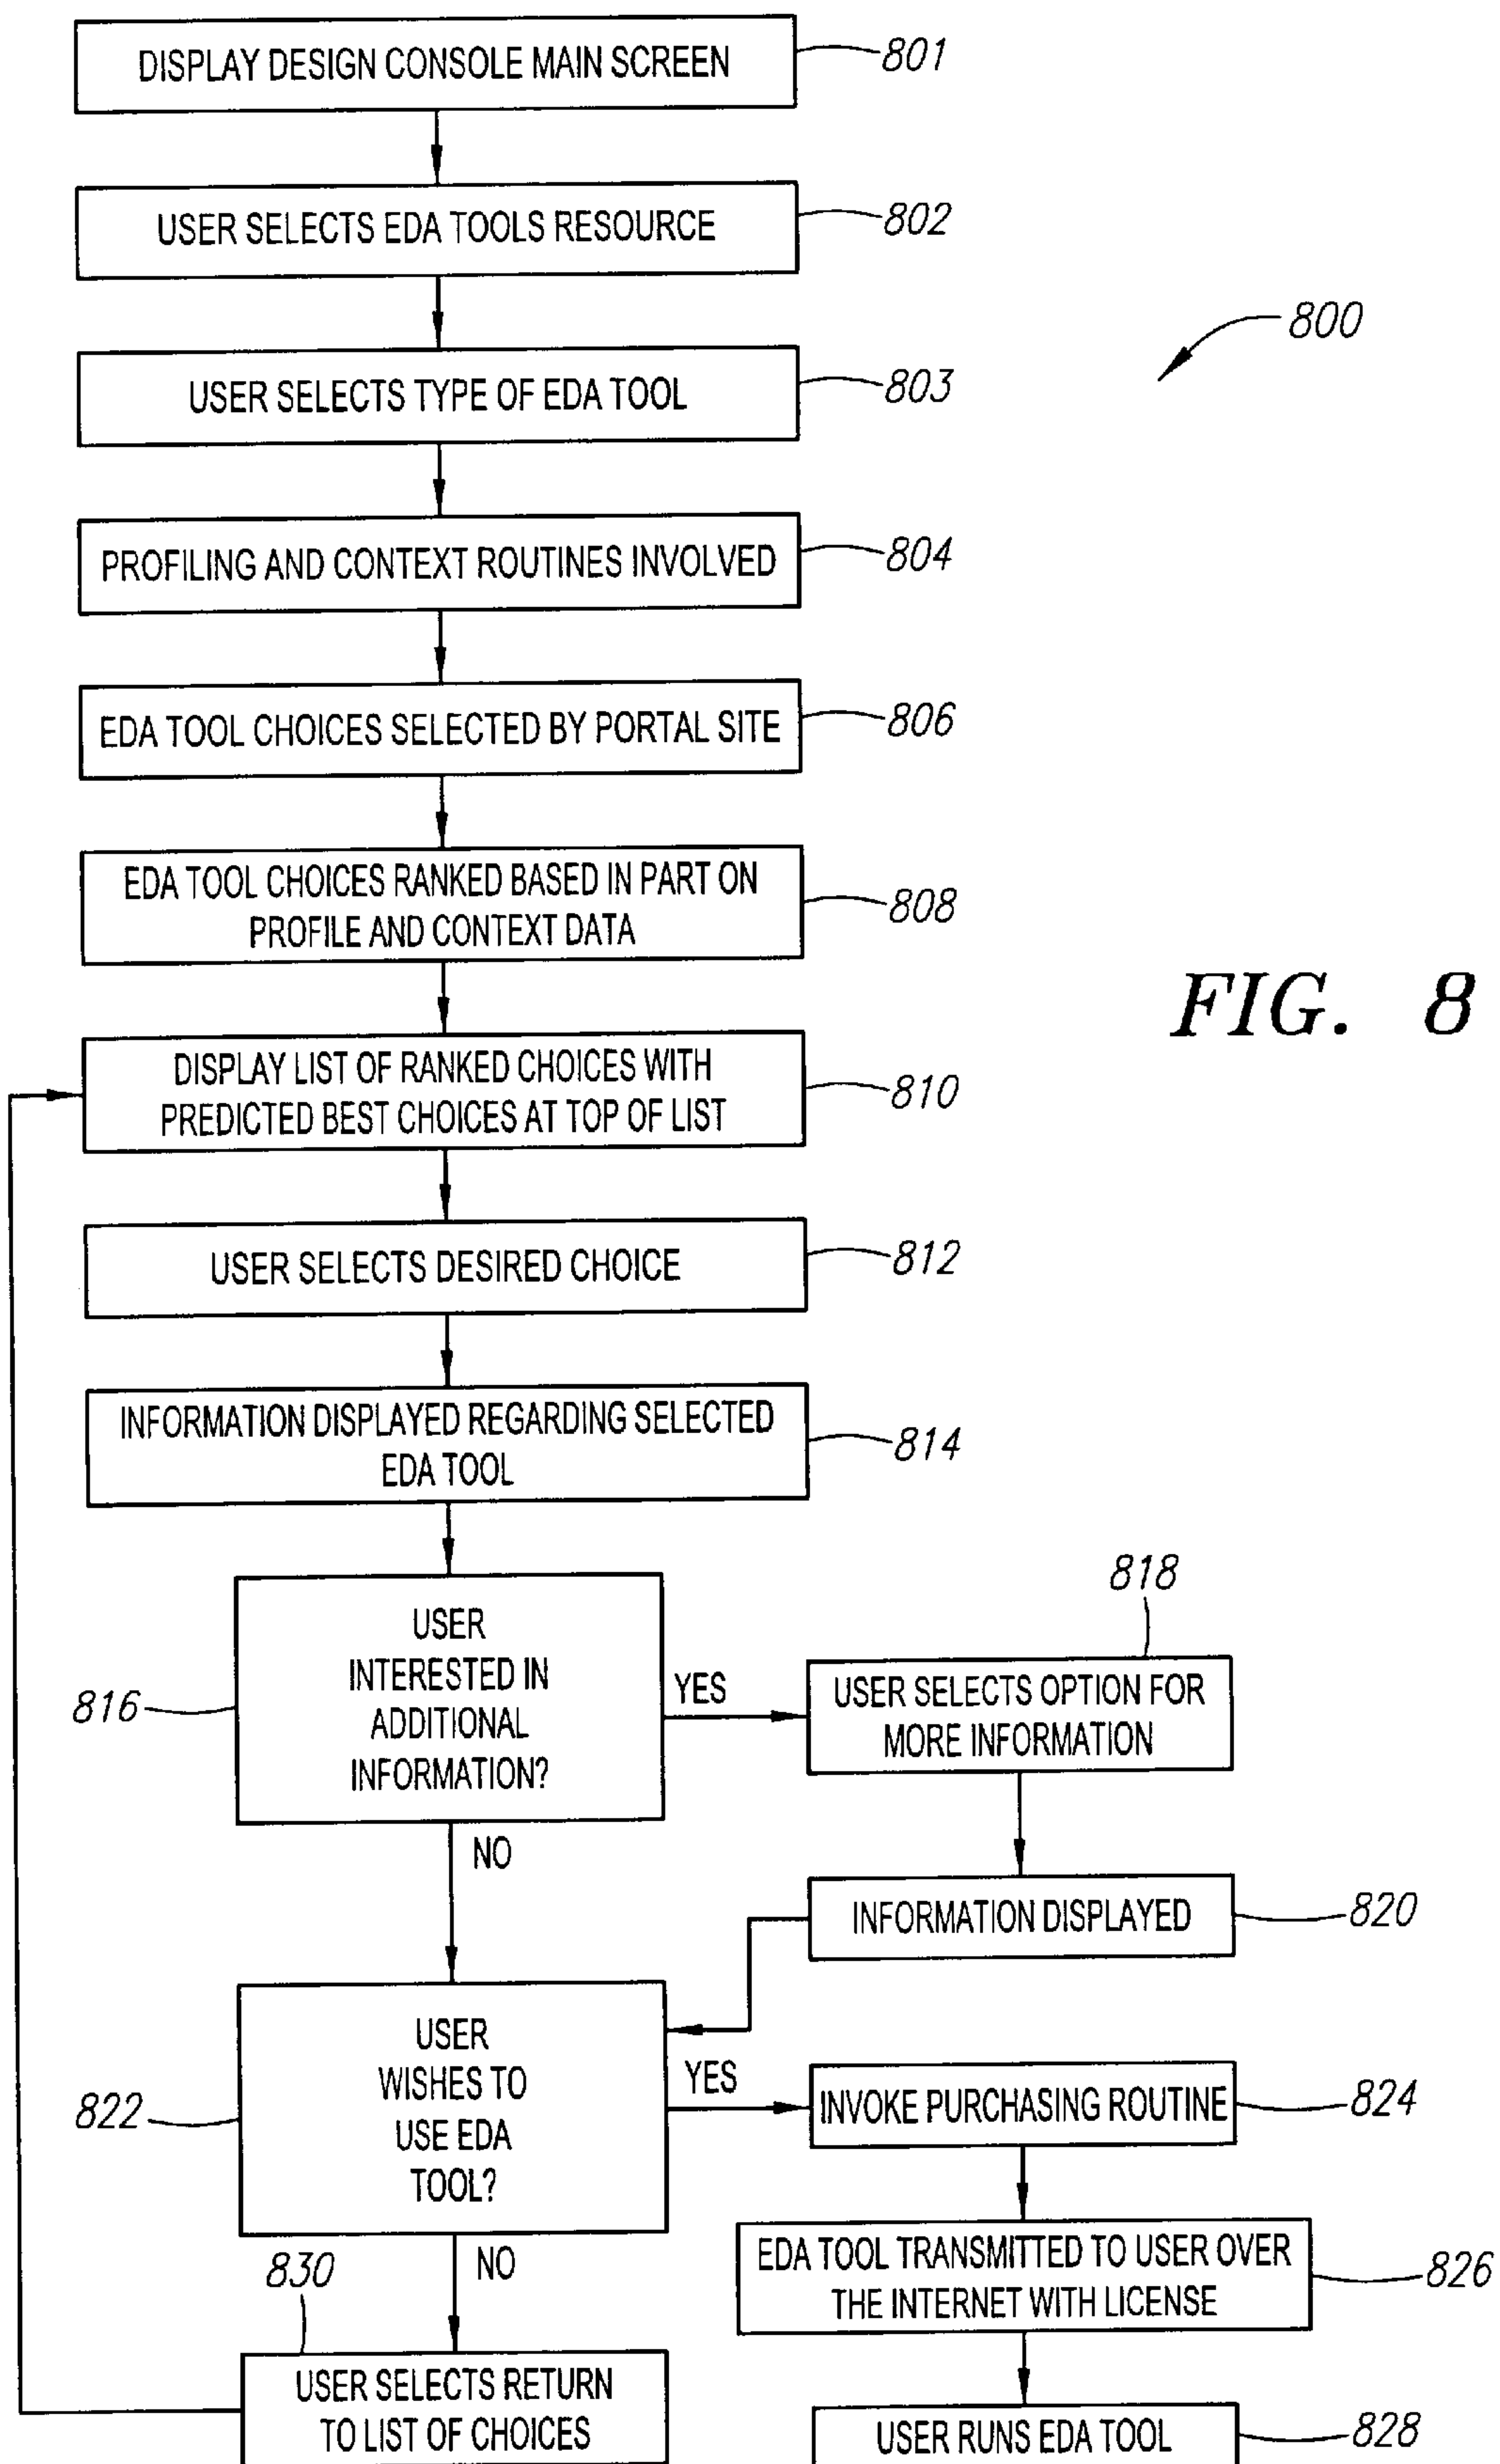 DISPLAY DESIGN CONSOLE MAIN SCREEN
801
USER SELECTS EDA TOOLS RESOURCE
802
800
USER SELECTS TYPE OF EDA TOOL
803
PROFILING AND CONTEXT ROUTINES INVOLVED
804
EDA TOOL CHOICES SELECTED BY PORTAL SITE
806
EDA TOOL CHOICES RANKED BASED IN PART ON
PROFILE AND CONTEXT DATA
808
FIG. 8
DISPLAY LIST OF RANKED CHOICES WITH
PREDICTED BEST CHOICES AT TOP OF LIST
810
USER SELECTS DESIRED CHOICE
812
INFORMATION DISPLAYED REGARDING SELECTED
EDA TOOL
814
816
USER
INTERESTED IN
ADDITIONAL
INFORMATION?
YES
818
USER SELECTS OPTION FOR
MORE INFORMATION
NO
INFORMATION DISPLAYED
820
822
USER
WISHES TO
USE EDA
TOOL?
YES
INVOKE PURCHASING ROUTINE
824
NO
EDA TOOL TRANSMITTED TO USER OVER
THE INTERNET WITH LICENSE
826
830
USER SELECTS RETURN
TO LIST OF CHOICES
USER RUNS EDA TOOL
828